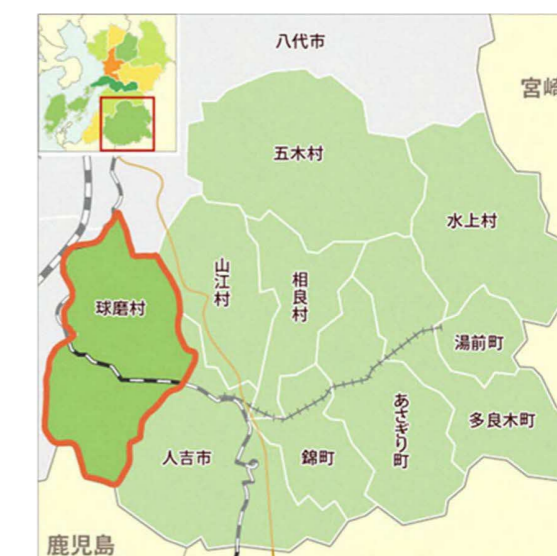 八代市
宮崎
五木村
水上村
山江村
相良村
球磨村
湯前町
あさぎり町
多良木町
人吉市
錦町
鹿児島